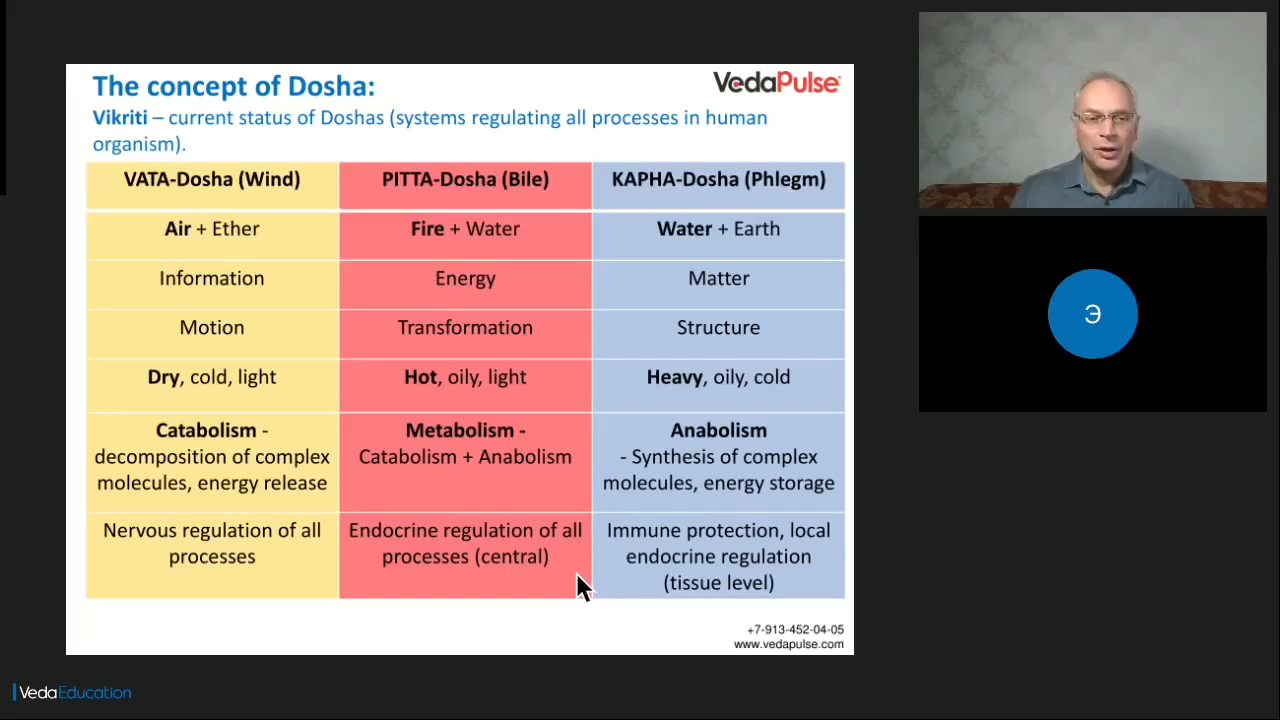 The concept of Dosha:
VedaPulse®
Vikriti – current status of Doshas (systems regulating all processes in human
organism).
VATA-Dosha (Wind)
PITTA-Dosha (Bile)
KAPHA-Dosha (Phlegm)
Air + Ether
Fire + Water
Water + Earth
Information
Energy
Matter
Motion
Transformation
Structure
Dry, cold, light
Hot, oily, light
Heavy, oily, cold
Catabolism -
decomposition of complex
molecules, energy release
Metabolism -
Catabolism + Anabolism
Anabolism
- Synthesis of complex
molecules, energy storage
Nervous regulation of all
processes
Endocrine regulation of all
processes (central)
Immune protection, local
endocrine regulation
(tissue level)
+7-913-452-04-05
www.vedapulse.com
Э
VedaEducation